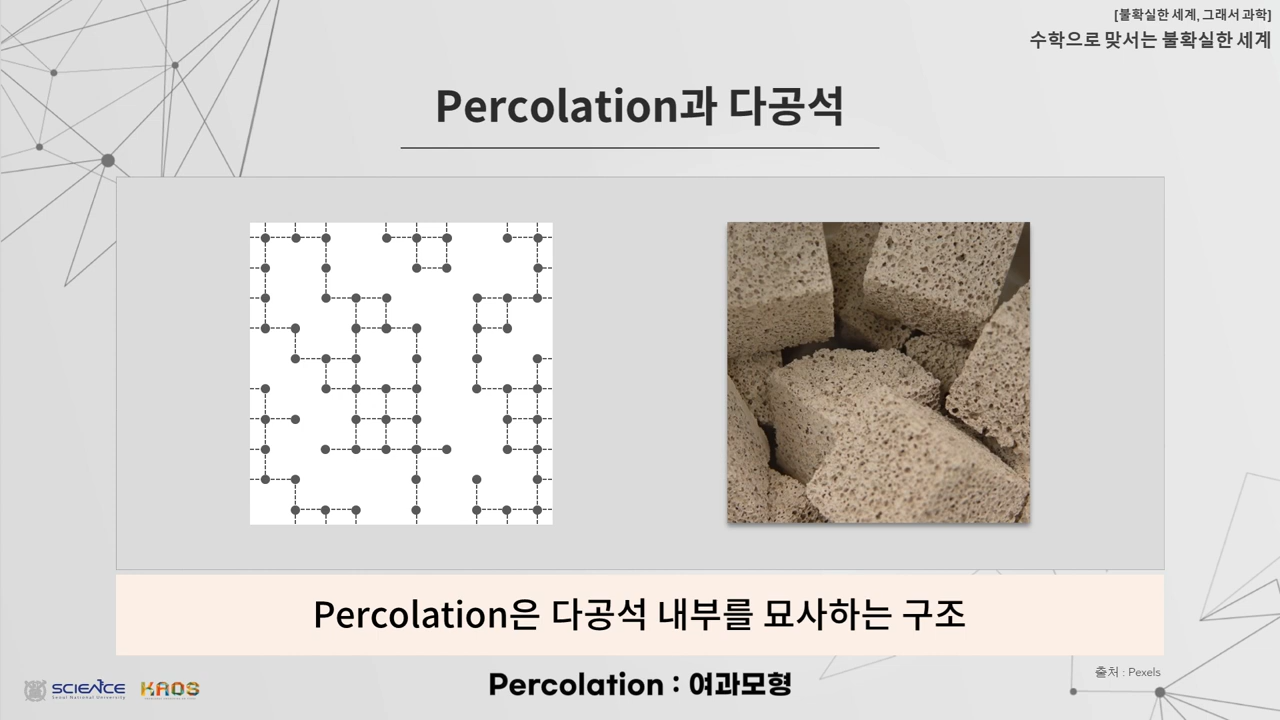 [불확실한 세계, 그래서 과학]
수학으로 맞서는 불확실한 세계
Percolation과 다공석
Percolation은 다공석 내부를 묘사하는 구조
출처 : Pexels
SCIENCE
Seoul National University
KAOS
Percolation : 여과모형